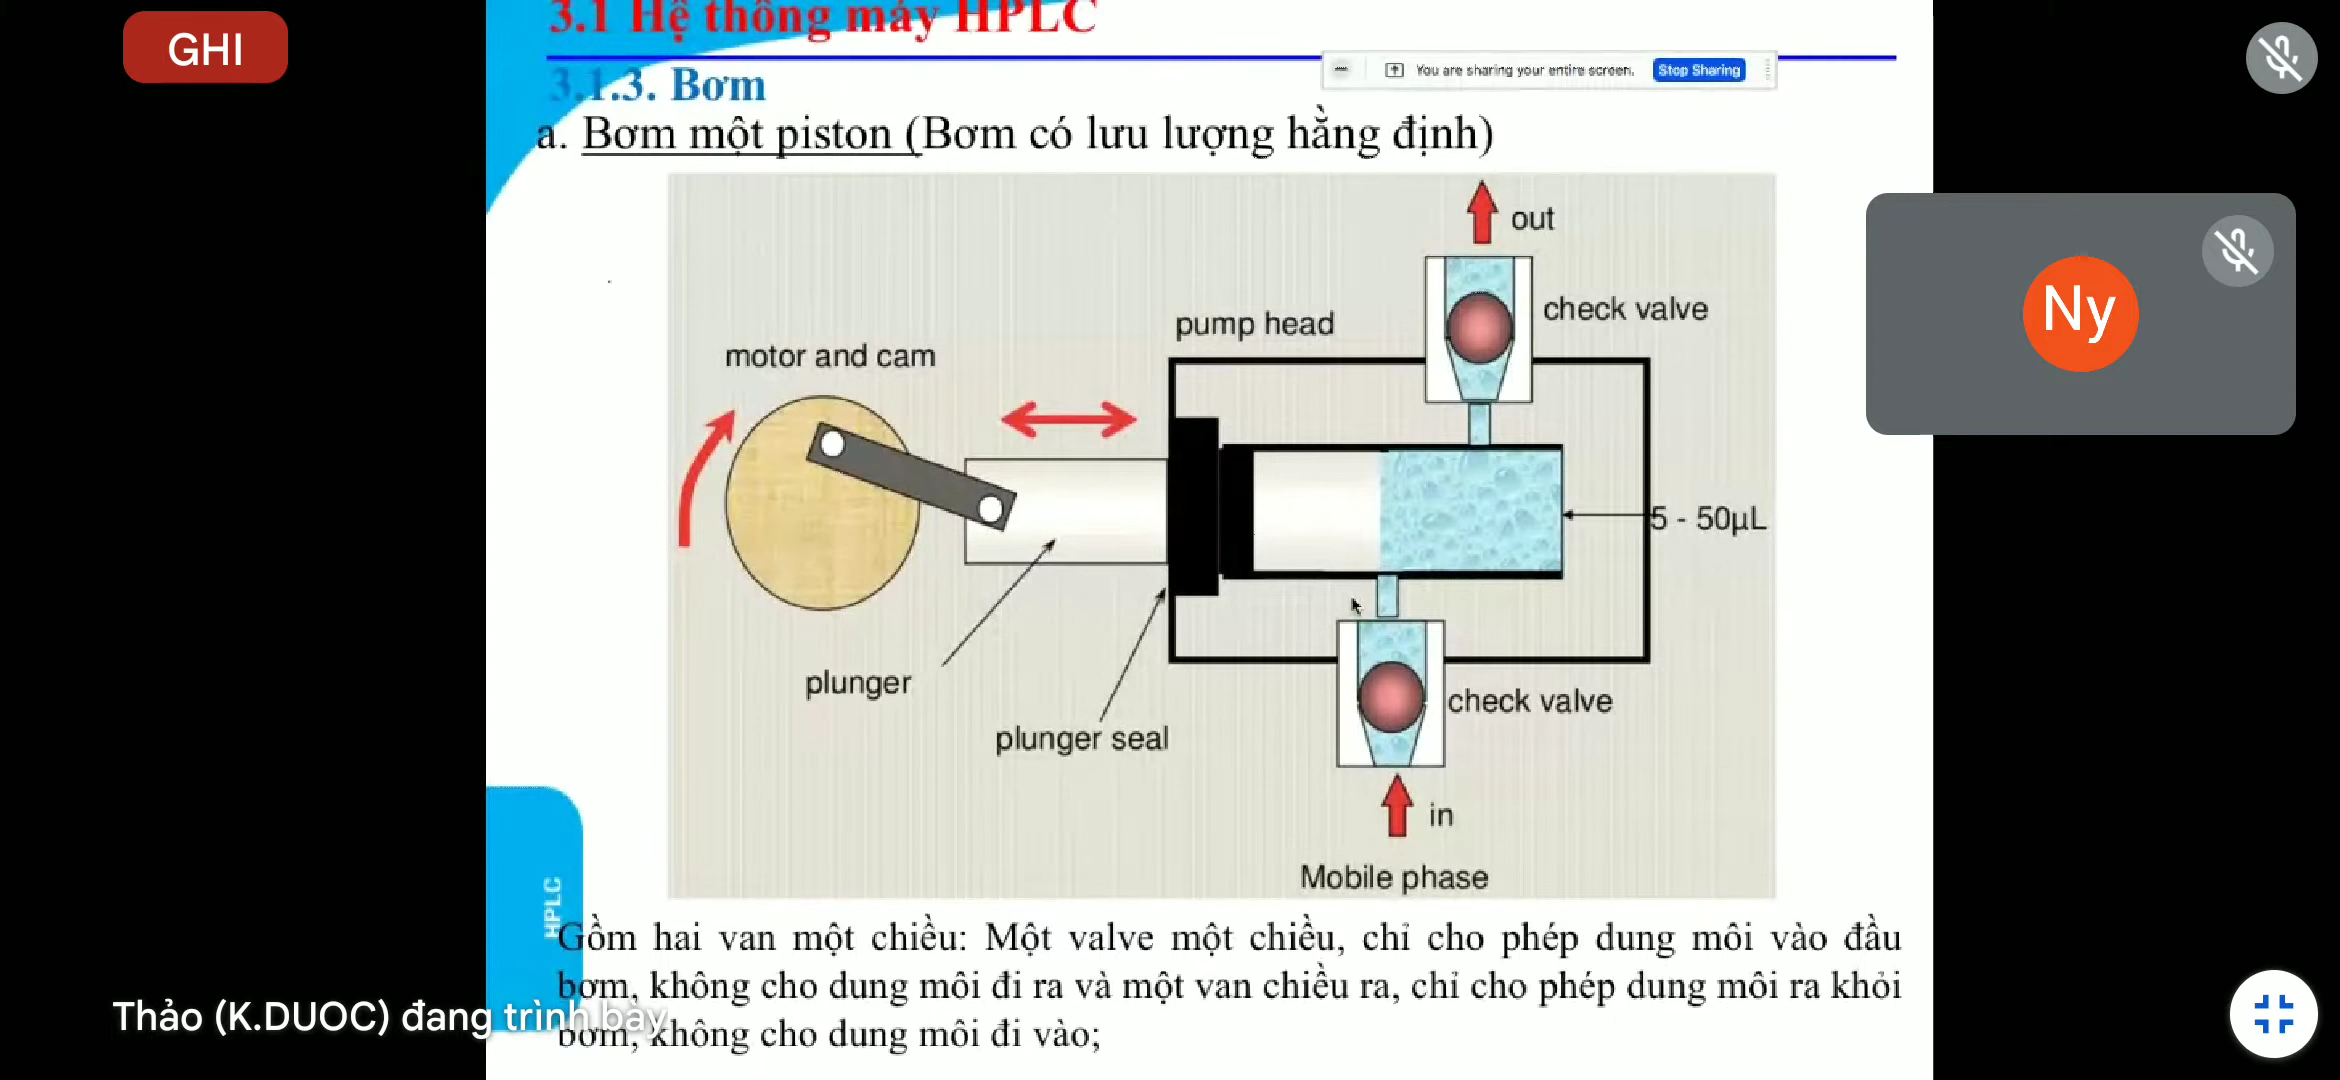 GHI
3.1 Hệ thống máy HPLC
You are sharing your entire screen. Stop Sharing
3.1.3. Bơm
a. Bơm một piston (Bơm có lưu lượng hằng định)
out
check valve
pump head
motor and cam
Ny
5 - 50µL
plunger
check valve
plunger seal
in
Mobile phase
HPLC
Gồm hai van một chiều: Một valve một chiều, chỉ cho phép dung môi vào đầu
bơm, không cho dung môi đi ra và một van chiều ra, chỉ cho phép dung môi ra khỏi
bơm, không cho dung môi đi vào;
Thảo (K.DUOC) đang trình bày